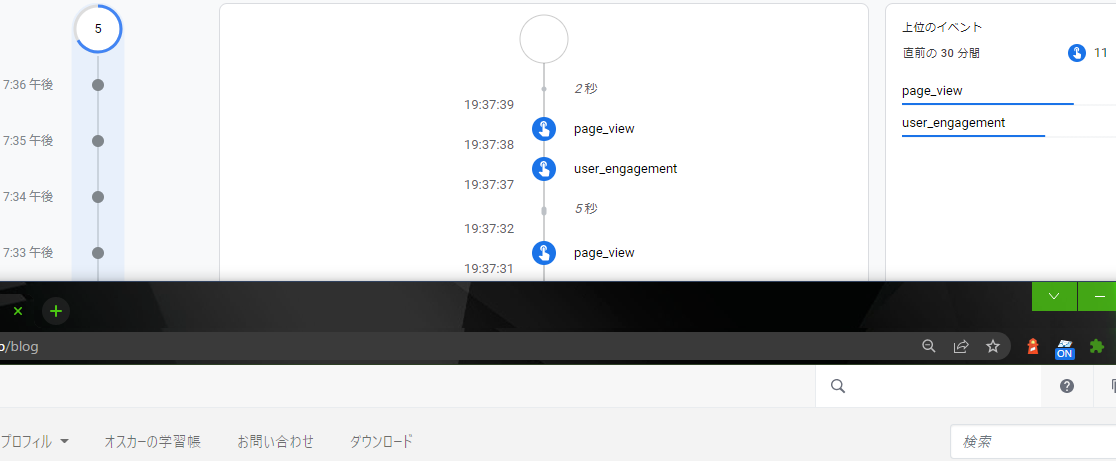 5
7:36 午後
7:35 午後
7:34 午後
7:33 午後
2 秒
19:37:39
page_view
19:37:38
user_engagement
19:37:37
5 秒
19:37:32
page_view
19:37:31
上位のイベント
直前の 30 分間
11
page_view
user_engagement
/blog
ON
プロフィル
オスカーの学習帳
お問い合わせ
ダウンロード
検索